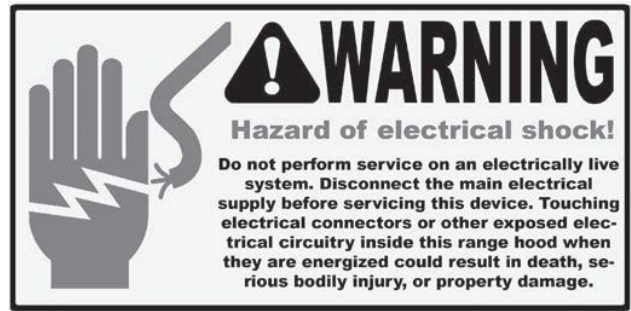 WARNING
Hazard of electrical shock!
Do not perform service on an electrically live
system. Disconnect the main electrical
supply before servicing this device. Touching
electrical connectors or other exposed elec-
trical circuitry inside this range hood when
they are energized could result in death, se-
rious bodily injury, or property damage.